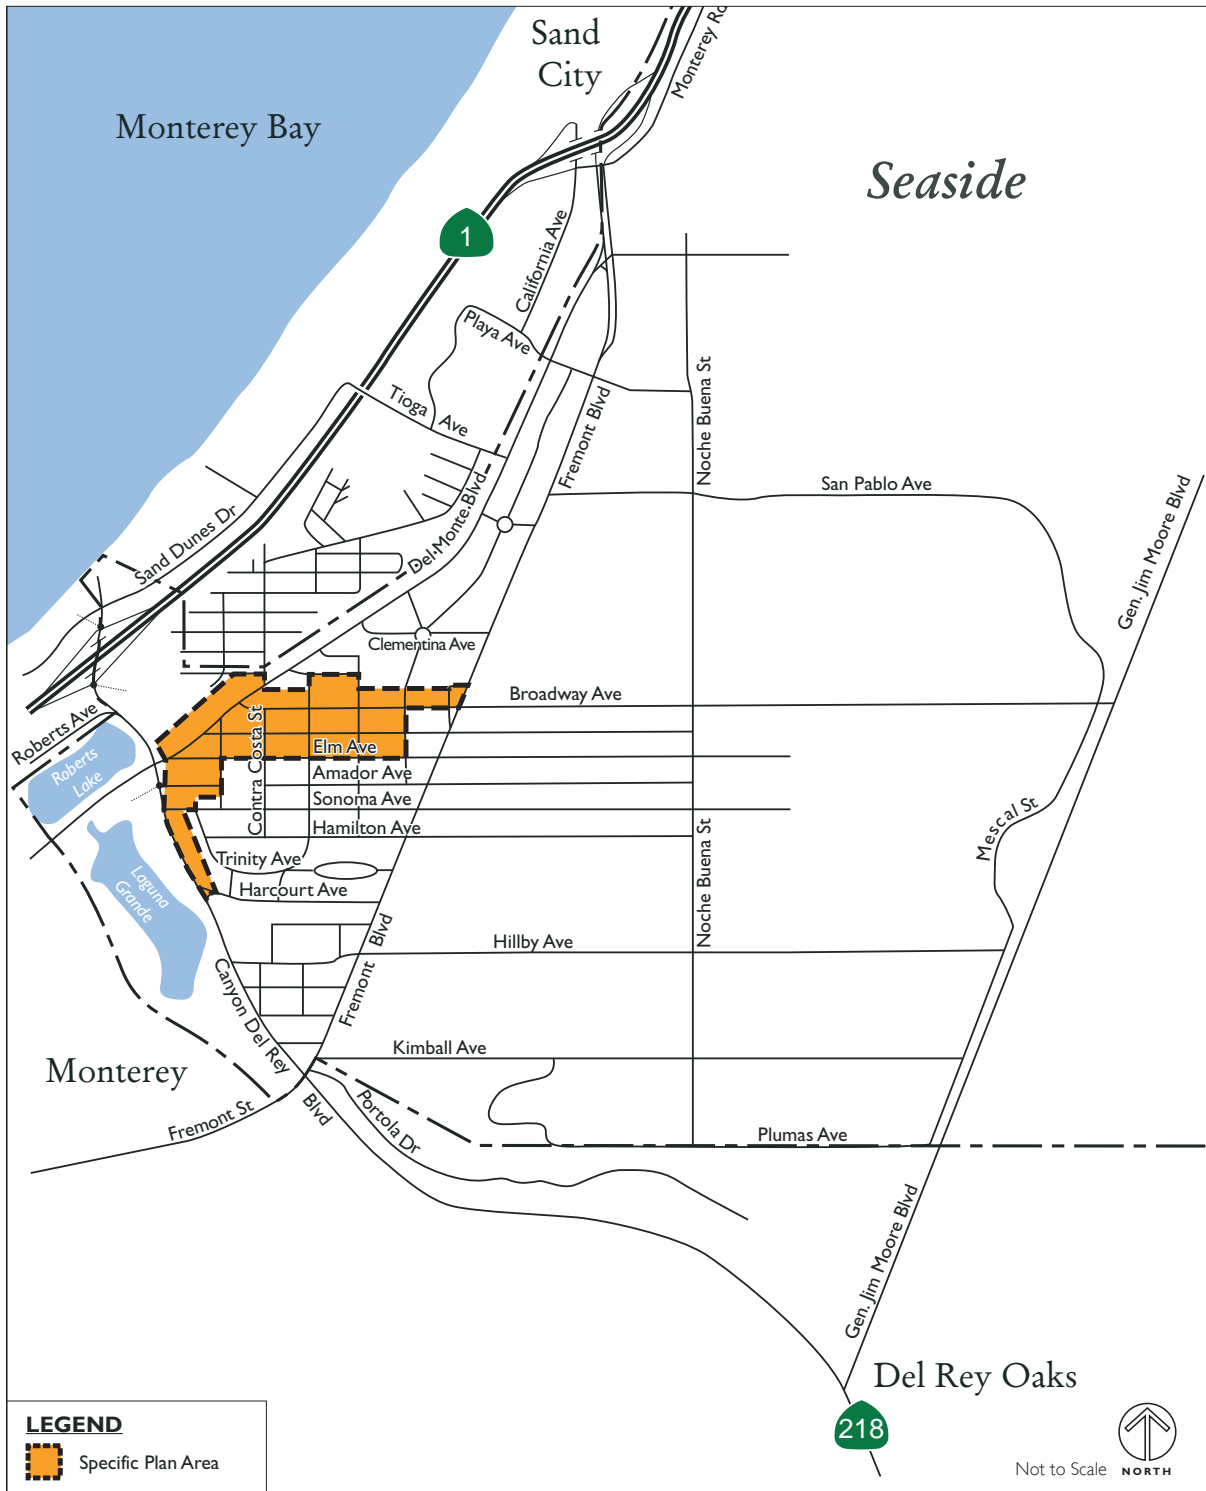 Sand
City
Monterey Rd
Monterey Bay
Seaside
1
California Ave
Playa Ave
Tioga Ave
Noche Buena St
Fremont Blvd
San Pablo Ave
Gen. Jim Moore Blvd
Del Monte Blvd
Sand Dunes Dr
Clementina Ave
Broadway Ave
Roberts Ave
Contra Costa St
Elm Ave
Roberts
Lake
Amador Ave
Sonoma Ave
Hamilton Ave
Mescal St
Noche Buena St
Trinity Ave
Laguna
Grande
Harcourt Ave
Hillby Ave
Fremont Blvd
Canyon Del Rey Blvd
Kimball Ave
Monterey
Fremont St
Portola Dr
Plumas Ave
Gen. Jim Moore Blvd
Del Rey Oaks
218
LEGEND
Specific Plan Area
Not to Scale
NORTH